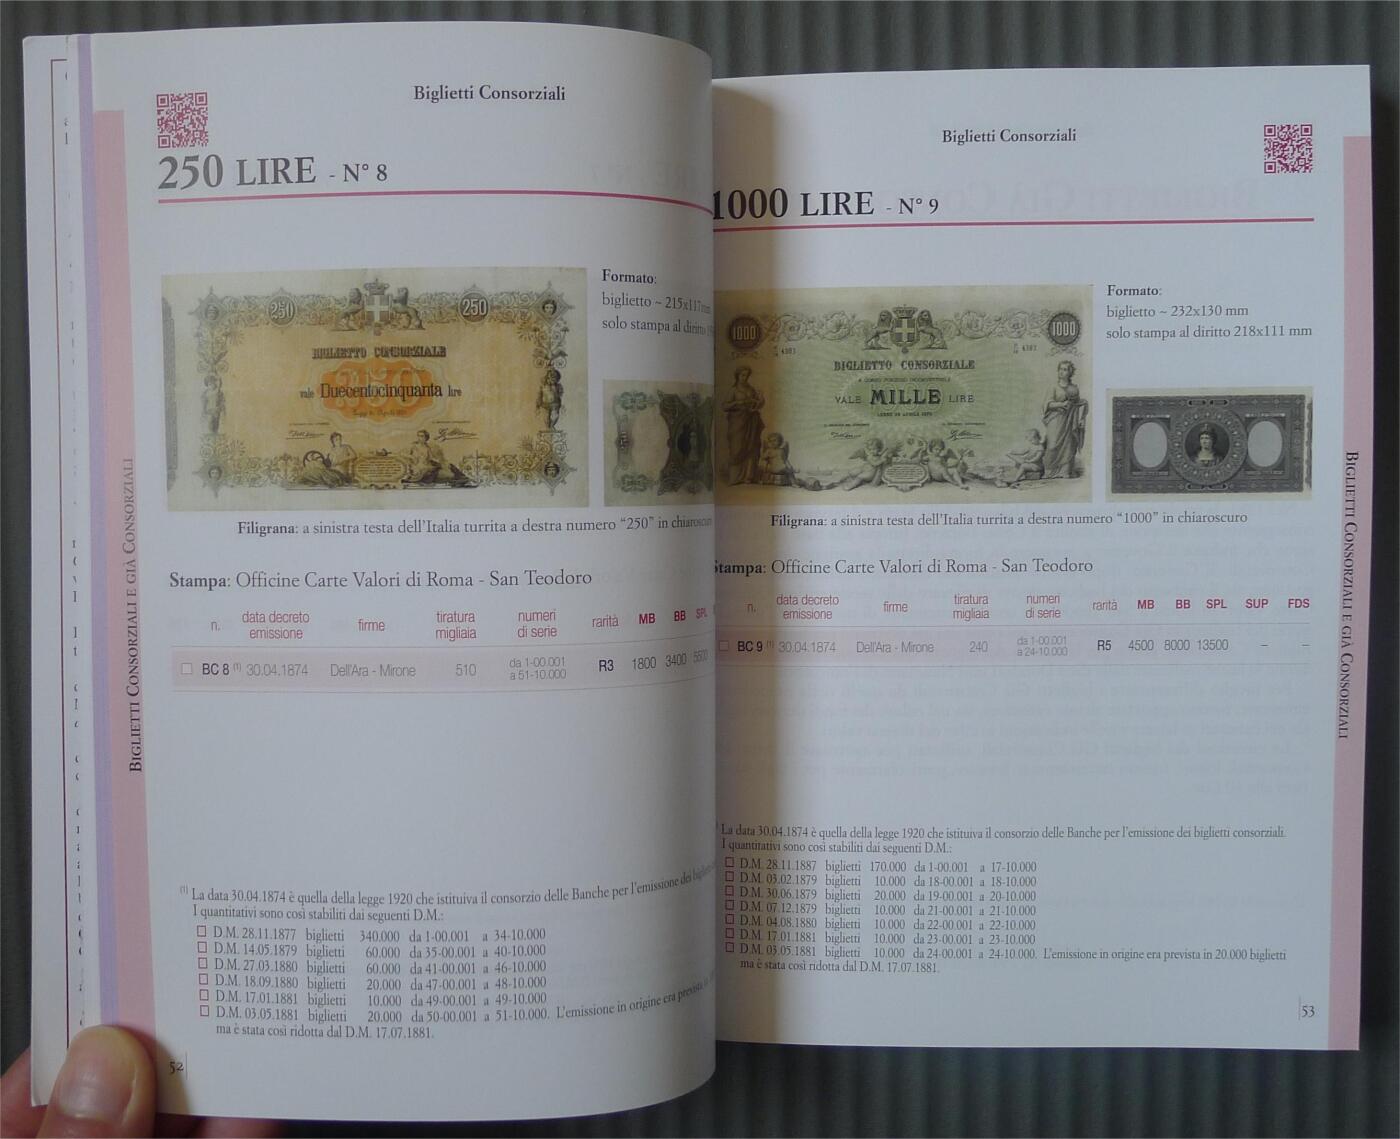 Biglietti Consorziali
250 LIRE - N° 8
250
250
BIGLIETTO CONSORZIALE
vale Duecentocinquanta lire
Formato:
biglietto ~ 215x117mm
solo stampa al diritto
Filigrana: a sinistra testa dell'Italia turrita a destra numero "250" in chiaroscuro
Stampa: Officine Carte Valori di Roma - San Teodoro
n. data decreto emissione firme tiratura migliaia numeri di serie rarità MB BB SPL
BC 8 (1) 30.04.1874 Dell'Ara - Mirone 510 da 1-00.001 a 51-10.000 R3 1800 3400
(1) La data 30.04.1874 è quella della legge 1920 che istituiva il consorzio delle Banche per l'emissione dei
I quantitativi sono così stabiliti dai seguenti D.M.:
D.M. 28.11.1877 biglietti 340.000 da 1-00.001 a 34-10.000
D.M. 14.05.1879 biglietti 60.000 da 35-00.001 a 40-10.000
D.M. 27.03.1880 biglietti 60.000 da 41-00.001 a 46-10.000
D.M. 18.09.1880 biglietti 20.000 da 47-00.001 a 48-10.000
D.M. 17.01.1881 biglietti 10.000 da 49-00.001 a 49-10.000
D.M. 03.05.1881 biglietti 20.000 da 50-00.001 a 51-10.000. L'emissione in origine era prevista
ma è stata così ridotta dal D.M. 17.07.1881.
52
BIGLIETTI CONSORZIALI E GIÀ CONSORZIALI
Biglietti Consorziali
1000 LIRE - N° 9
1000
1000
BIGLIETTO CONSORZIALE
VALE MILLE LIRE
Formato:
biglietto ~ 232x130 mm
solo stampa al diritto 218x111 mm
Filigrana: a sinistra testa dell'Italia turrita a destra numero "1000" in chiaroscuro
Stampa: Officine Carte Valori di Roma - San Teodoro
n. data decreto emissione firme tiratura migliaia numeri di serie rarità MB BB SPL SUP FDS
BC 9 (1) 30.04.1874 Dell'Ara - Mirone 240 da 1-00.001 a 24-10.000 R5 4500 8000 13500 – –
La data 30.04.1874 è quella della legge 1920 che istituiva il consorzio delle Banche per l'emissione dei biglietti consorziali.
I quantitativi sono così stabiliti dai seguenti D.M.:
D.M. 28.11.1887 biglietti 170.000 da 1-00.001 a 17-10.000
D.M. 03.02.1879 biglietti 10.000 da 18-00.001 a 18-10.000
D.M. 30.06.1879 biglietti 20.000 da 19-00.001 a 20-10.000
D.M. 07.12.1879 biglietti 10.000 da 21-00.001 a 21-10.000
D.M. 04.08.1880 biglietti 10.000 da 22-00.001 a 22-10.000
D.M. 17.01.1881 biglietti 10.000 da 23-00.001 a 23-10.000
D.M. 03.05.1881 biglietti 10.000 da 24-00.001 a 24-10.000. L'emissione in origine era prevista in 20.000 biglietti
ma è stata così ridotta dal D.M. 17.07.1881.
53
BIGLIETTI CONSORZIALI E GIÀ CONSORZIALI